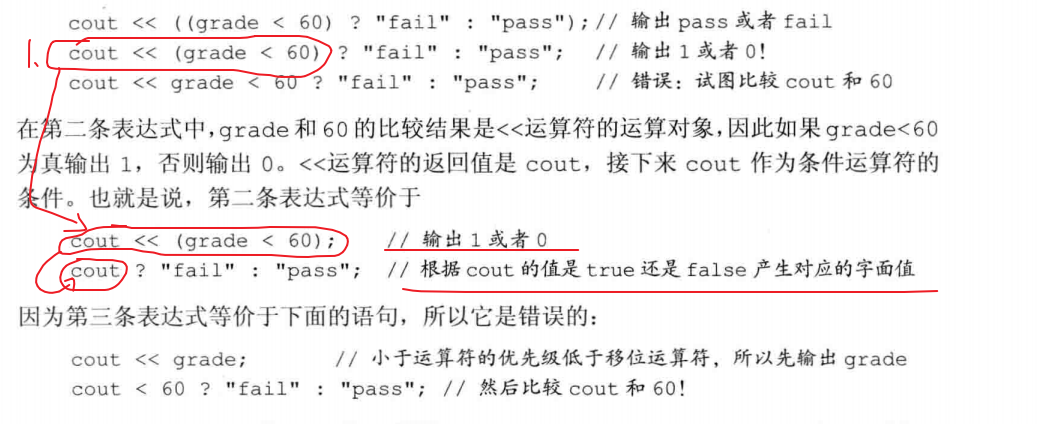 cout << ((grade < 60) ? "fail" : "pass"); // 输出 pass 或者 fail
1. cout << (grade < 60) ? "fail" : "pass"; // 输出 1 或者 0!
cout << grade < 60 ? "fail" : "pass"; // 错误：试图比较 cout 和 60
在第二条表达式中，grade 和 60 的比较结果是<<运算符的运算对象，因此如果 grade<60
为真输出 1，否则输出 0。<<运算符的返回值是 cout，接下来 cout 作为条件运算符的
条件。也就是说，第二条表达式等价于
cout << (grade < 60); // 输出 1 或者 0
cout ? "fail" : "pass"; // 根据 cout 的值是 true 还是 false 产生对应的字面值
因为第三条表达式等价于下面的语句，所以它是错误的：
cout << grade; // 小于运算符的优先级低于移位运算符，所以先输出 grade
cout < 60 ? "fail" : "pass"; // 然后比较 cout 和 60!